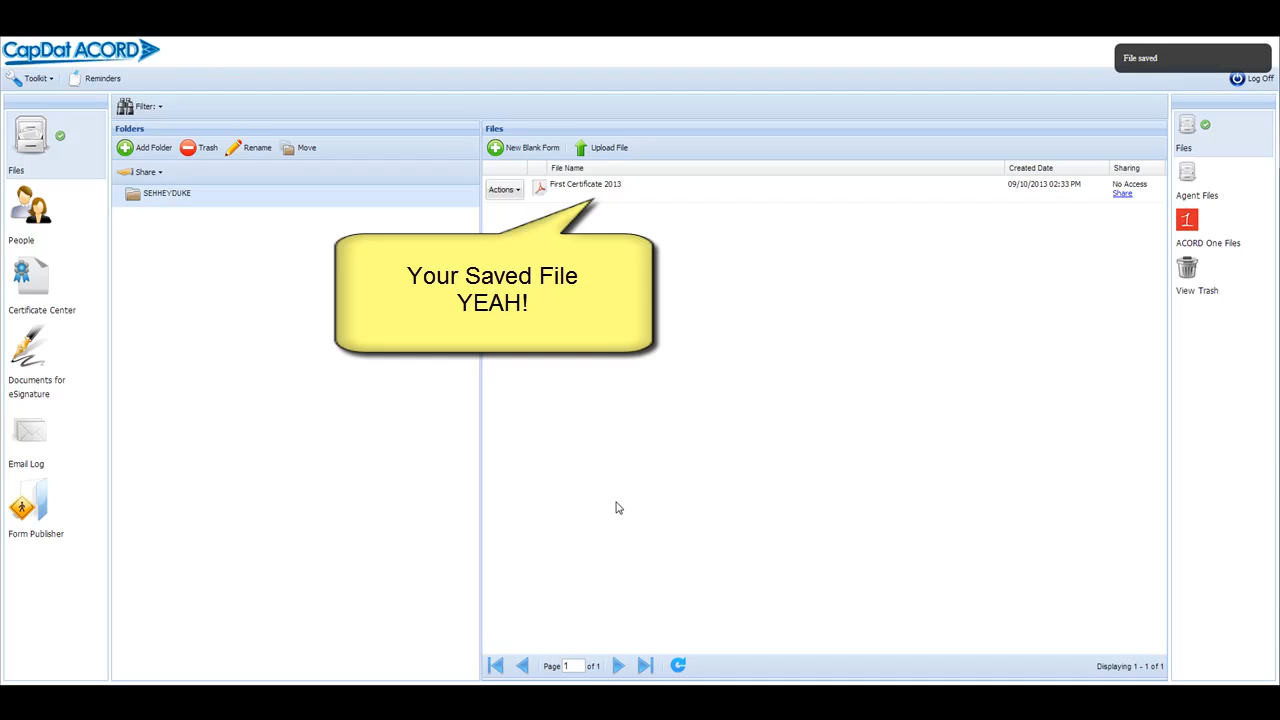 CapDat ACORD
File saved
Toolkit
Reminders
Log Off
Filter:
Folders
Files
Add Folder
Trash
Rename
Move
New Blank Form
Upload File
Share
File Name
Created Date
Sharing
SEHHEYDUKE
Actions
First Certificate 2013
09/10/2013 02:33 PM
No Access
Share
Your Saved File
YEAH!
Files
People
Certificate Center
Documents for
eSignature
Email Log
Form Publisher
Files
Agent Files
1
ACORD One Files
View Trash
Page 1 of 1
Displaying 1 - 1 of 1